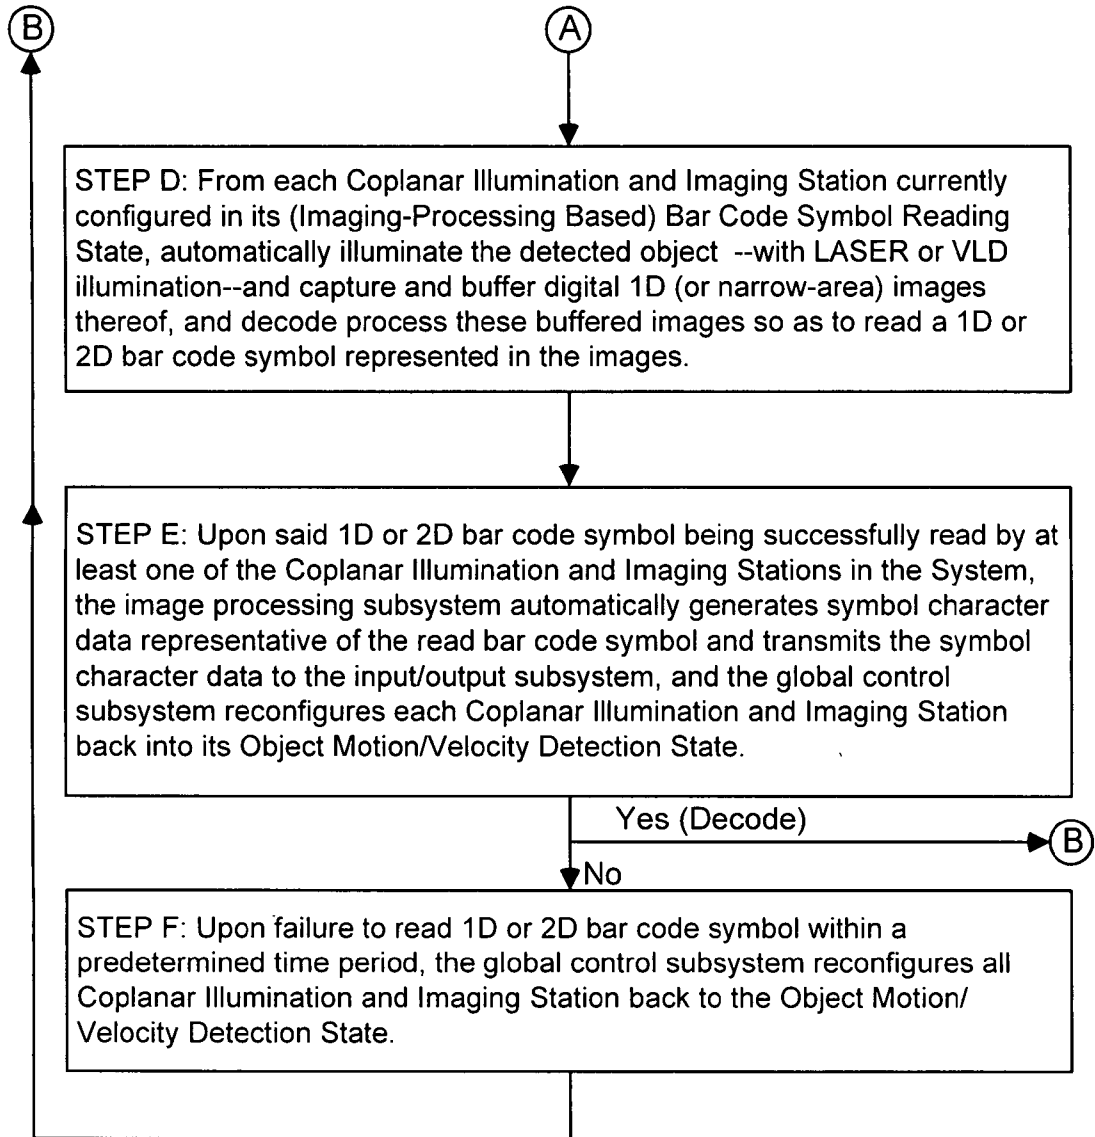 B
A
STEP D: From each Coplanar Illumination and Imaging Station currently
configured in its (Imaging-Processing Based) Bar Code Symbol Reading
State, automatically illuminate the detected object --with LASER or VLD
illumination--and capture and buffer digital 1D (or narrow-area) images
thereof, and decode process these buffered images so as to read a 1D or
2D bar code symbol represented in the images.
STEP E: Upon said 1D or 2D bar code symbol being successfully read by at
least one of the Coplanar Illumination and Imaging Stations in the System,
the image processing subsystem automatically generates symbol character
data representative of the read bar code symbol and transmits the symbol
character data to the input/output subsystem, and the global control
subsystem reconfigures each Coplanar Illumination and Imaging Station
back into its Object Motion/Velocity Detection State.
Yes (Decode)
B
No
STEP F: Upon failure to read 1D or 2D bar code symbol within a
predetermined time period, the global control subsystem reconfigures all
Coplanar Illumination and Imaging Station back to the Object Motion/
Velocity Detection State.